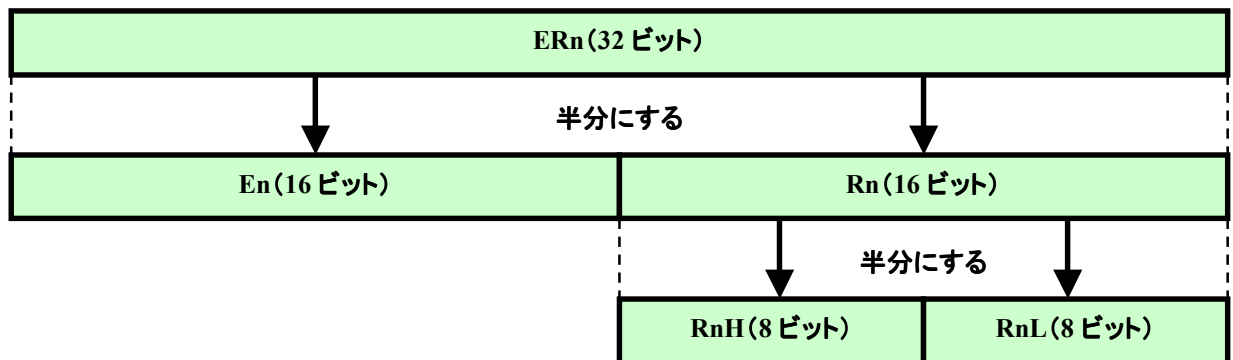 ERn(32 ビット)
半分にする
En(16 ビット)
Rn(16 ビット)
半分にする
RnH(8 ビット)
RnL(8 ビット)